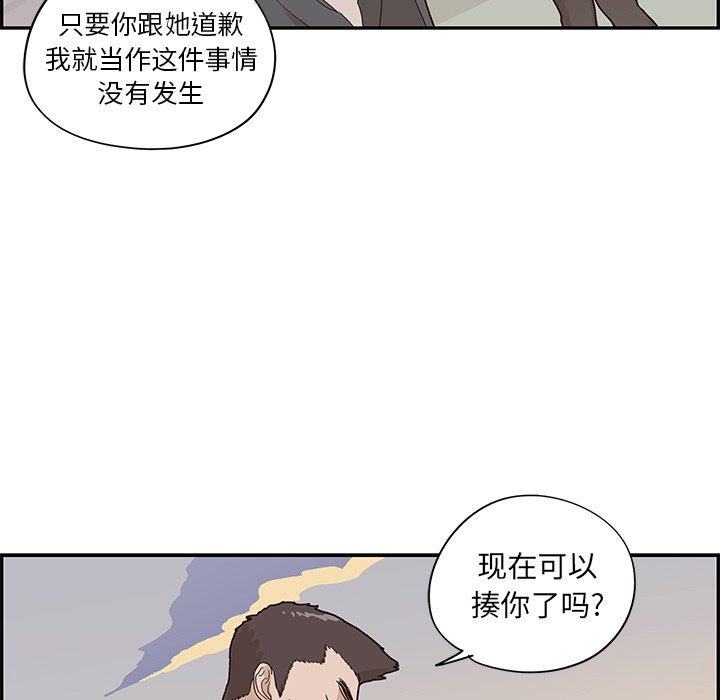 只要你跟她道歉
我就当作这件事情
没有发生
现在可以
揍你了吗?